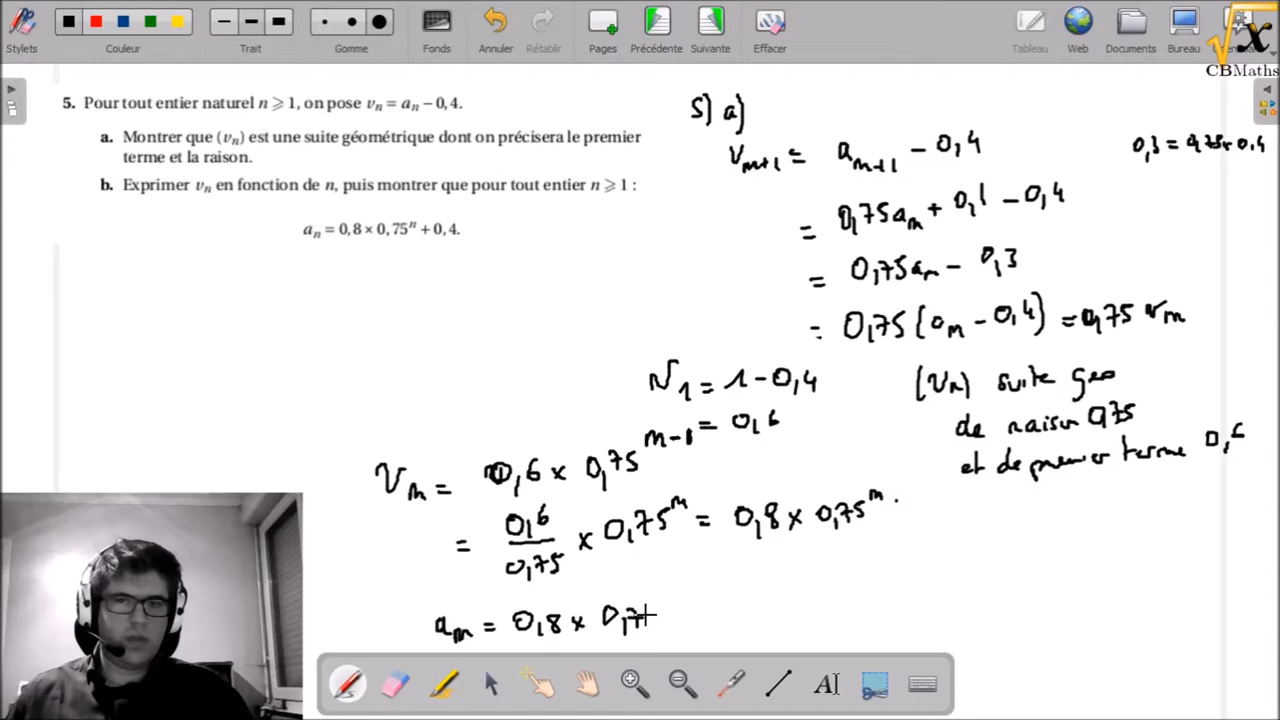 Stylets Couleur Trait Gomme Fonds Annuler Rétablir Pages Précédente Suivante Effacer Tableau Web Documents Bureau
CBMaths
5. Pour tout entier naturel n ⩾ 1, on pose vn = an − 0,4.
a. Montrer que (vn) est une suite géométrique dont on précisera le premier
terme et la raison.
b. Exprimer vn en fonction de n, puis montrer que pour tout entier n ⩾ 1 :
an = 0,8 × 0,75^n + 0,4.
5) a)
Vn+1 = an+1 − 0,4
0,3 = 0,75 × 0,4
= 0,75an + 0,1 − 0,4
= 0,75an − 0,3
= 0,75(an − 0,4) = 0,75 vn
V1 = 1 − 0,4
= 0,6
(Vn) suite geo
de raison 0,75
et de premier terme 0,6
Vn = 0,6 × 0,75^n−1
= 0,6/0,75 × 0,75^n = 0,8 × 0,75^n.
an = 0,8 × 0,7
AI